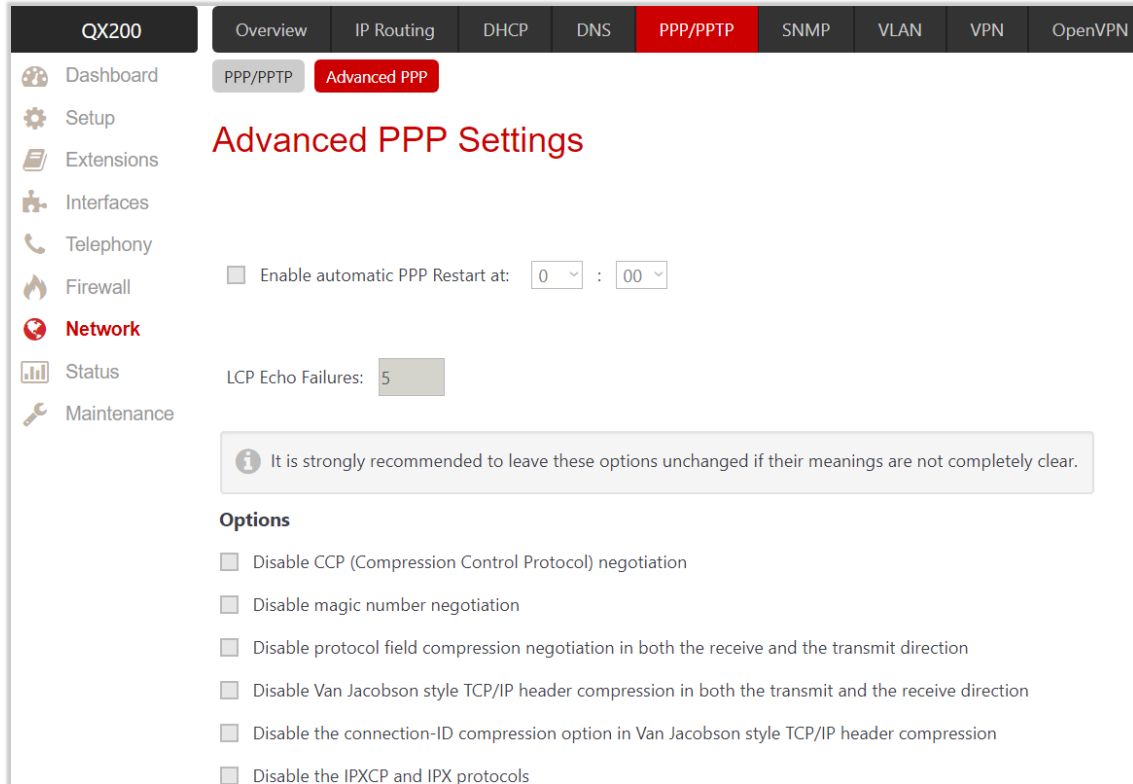 QX200
Overview IP Routing DHCP DNS PPP/PPTP SNMP VLAN VPN OpenVPN
PPP/PPTP Advanced PPP
Dashboard
Setup
Extensions
Interfaces
Telephony
Firewall
Network
Status
Maintenance
Advanced PPP Settings
Enable automatic PPP Restart at: 0 : 00
LCP Echo Failures: 5
It is strongly recommended to leave these options unchanged if their meanings are not completely clear.
Options
Disable CCP (Compression Control Protocol) negotiation
Disable magic number negotiation
Disable protocol field compression negotiation in both the receive and the transmit direction
Disable Van Jacobson style TCP/IP header compression in both the transmit and the receive direction
Disable the connection-ID compression option in Van Jacobson style TCP/IP header compression
Disable the IPXCP and IPX protocols